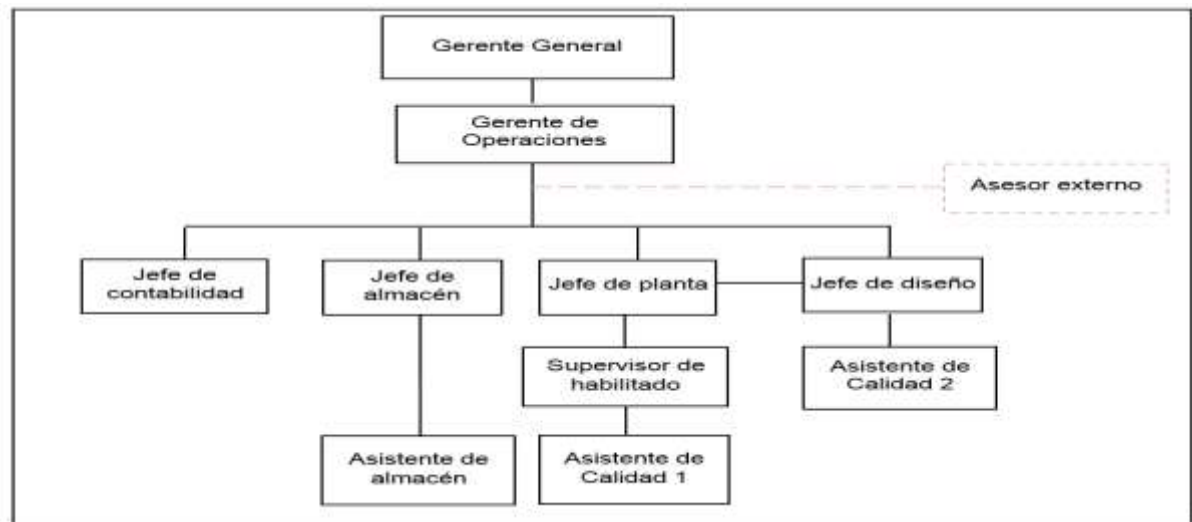 Gerente General
Gerente de
Operaciones
Asesor externo
Jefe de
contabilidad
Jefe de
almacén
Jefe de planta
Jefe de diseño
Supervisor de
habilitado
Asistente de
Calidad 2
Asistente de
almacén
Asistente de
Calidad 1